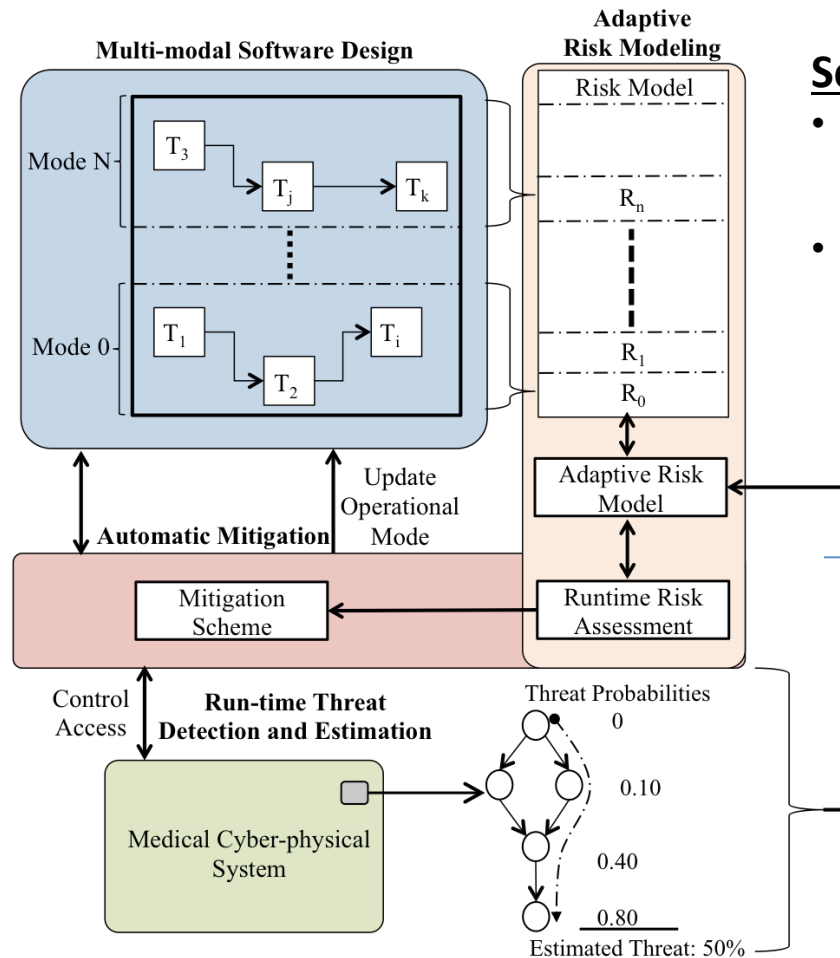 Multi-modal Software Design
Adaptive
Risk Modeling
Mode N
T3
Tj
Tk
Mode 0
T1
T2
Ti
Risk Model
Rn
R1
R0
Adaptive Risk
Model
Update
Operational
Mode
Automatic Mitigation
Mitigation
Scheme
Runtime Risk
Assessment
Control
Access
Run-time Threat
Detection and Estimation
Medical Cyber-physical
System
Threat Probabilities
0
0.10
0.40
0.80
Estimated Threat: 50%